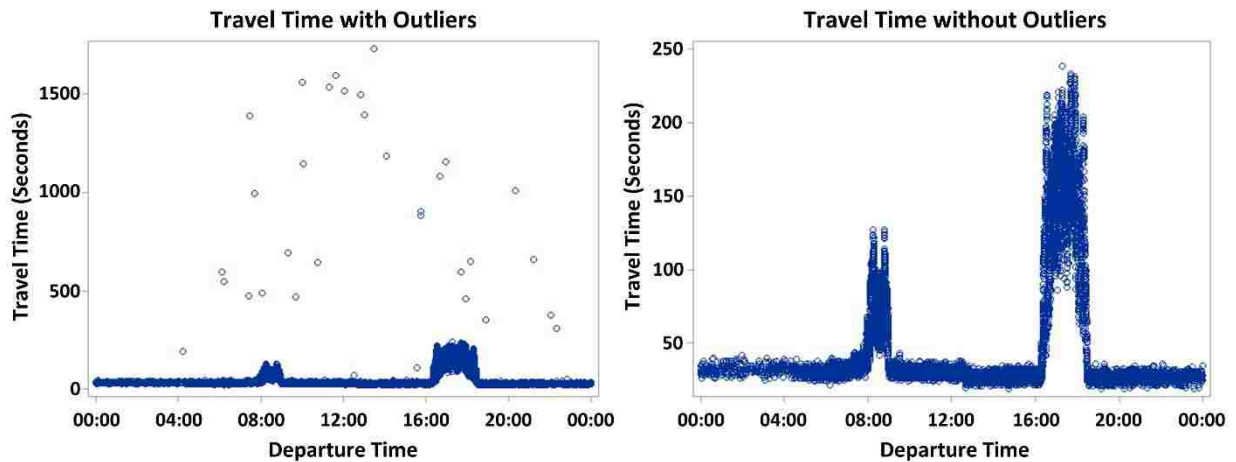 Travel Time with Outliers
Travel Time (Seconds)
1500
1000
500
0
00:00 04:00 08:00 12:00 16:00 20:00 00:00
Departure Time
Travel Time without Outliers
Travel Time (Seconds)
250
200
150
100
50
00:00 04:00 08:00 12:00 16:00 20:00 00:00
Departure Time